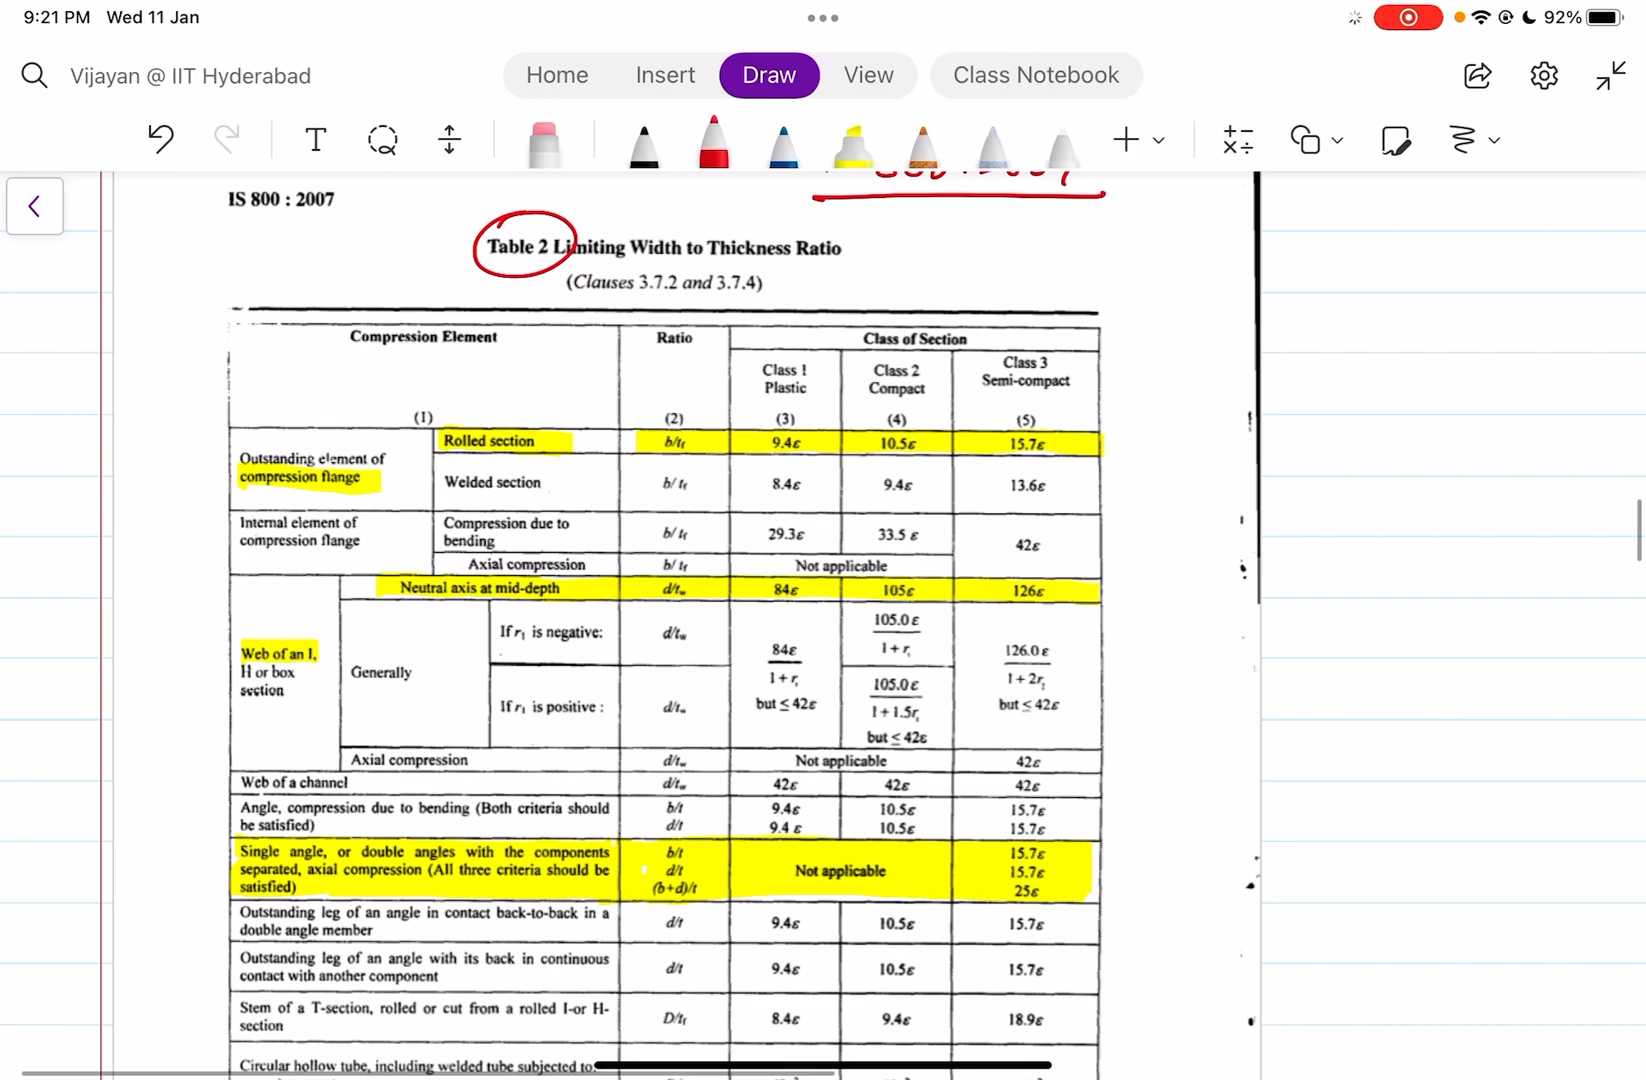 9:21 PM Wed 11 Jan
92%
Vijayan @ IIT Hyderabad
Home Insert Draw View Class Notebook
IS 800 : 2007
Table 2 Limiting Width to Thickness Ratio
(Clauses 3.7.2 and 3.7.4)
Compression Element Ratio Class of Section
Class 1 Plastic Class 2 Compact Class 3 Semi-compact
(1) (2) (3) (4) (5)
Outstanding element of compression flange
Rolled section b/tf 9.4ε 10.5ε 15.7ε
Welded section b/tf 8.4ε 9.4ε 13.6ε
Internal element of compression flange
Compression due to bending b/tf 29.3ε 33.5 ε 42ε
Axial compression b/tf Not applicable
Web of an I, H or box section
Neutral axis at mid-depth d/tw 84ε 105ε 126ε
Generally
If r1 is negative: d/tw 84ε/1+r1 but ≤ 42ε 105.0 ε/1+r1 126.0 ε/1+2r2 but ≤ 42ε
If r1 is positive : d/tw 105.0 ε/1+1.5r1 but ≤ 42ε
Axial compression d/tw Not applicable 42ε
Web of a channel d/tw 42ε 42ε 42ε
Angle, compression due to bending (Both criteria should b/t 9.4ε 10.5ε 15.7ε
be satisfied) d/t 9.4 ε 10.5ε 15.7ε
Single angle, or double angles with the components b/t 15.7ε
separated, axial compression (All three criteria should be d/t Not applicable 15.7ε
satisfied) (b+d)/t 25ε
Outstanding leg of an angle in contact back-to-back in a
double angle member d/t 9.4ε 10.5ε 15.7ε
Outstanding leg of an angle with its back in continuous
contact with another component d/t 9.4ε 10.5ε 15.7ε
Stem of a T-section, rolled or cut from a rolled I-or H-
section D/tf 8.4ε 9.4ε 18.9ε
Circular hollow tube, including welded tube subjected to: